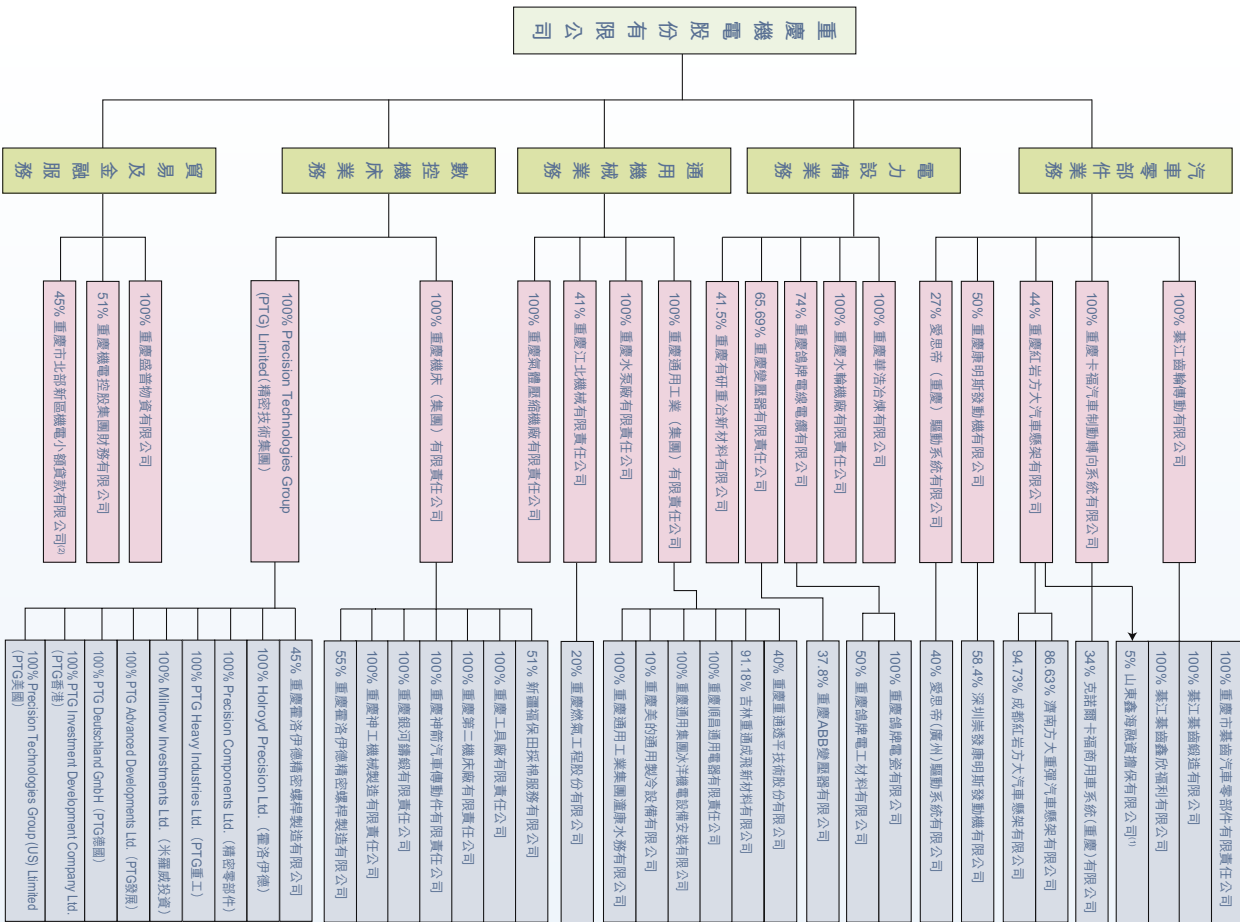 重慶機電股份有限公司
汽車零部件業務
電力設備業務
通用機械業務
數控機床業務
貿易及金融服務
100% 綦江齒輪傳動有限公司
100% 重慶卡福汽車制動轉向系統有限公司
44% 重慶紅岩方大汽車懸架有限公司
50% 重慶康明斯發動機有限公司
27% 愛思帝（重慶）驅動系統有限公司
100% 重慶華浩冶煉有限公司
100% 重慶水輪機廠有限責任公司
74% 重慶鴿牌電線電纜有限公司
65.69% 重慶變壓器有限責任公司
41.5% 重慶有研重冶新材料有限公司
100% 重慶通用工業（集團）有限責任公司
100% 重慶水泵廠有限責任公司
41% 重慶江北機械有限責任公司
100% 重慶氣體壓縮機廠有限責任公司
100% 重慶機床（集團）有限責任公司
100% Precision Technologies Group
(PTG) Limited(精密技術集團)
100% 重慶盛普物資有限公司
51% 重慶機電控股集團財務有限公司
45% 重慶市北部新區機電小額貸款有限公司(2)
100% 重慶市綦齒汽車零部件有限責任公司
100% 綦江綦齒鍛造有限公司
100% 綦江綦齒鑫欣福利有限公司
5% 山東鑫海融資擔保有限公司(1)
34% 克諾爾卡福商用車系統(重慶)有限公司
86.63% 濟南方大重彈汽車懸架有限公司
94.73% 成都紅岩方大汽車懸架有限公司
58.4% 深圳崇發康明斯發動機有限公司
40% 愛思帝(廣州)驅動系統有限公司
100% 重慶鴿牌電瓷有限公司
50% 重慶鴿牌電工材料有限公司
37.8% 重慶ABB變壓器有限公司
40% 重慶重通透平技術股份有限公司
91.18% 吉林重通成飛新材料有限公司
100% 重慶順昌通用電器有限責任公司
100% 重慶通用集團冰洋機電設備安裝有限公司
10% 重慶美的通用製冷設備有限公司
100% 重慶通用工業集團瀘康水務有限公司
20% 重慶燃氣工程股份有限公司
51% 新疆福保田採棉服務有限公司
100% 重慶工具廠有限責任公司
100% 重慶第二機床廠有限責任公司
100% 重慶神箭汽車傳動件有限責任公司
100% 重慶銀河鑄鍛有限責任公司
100% 重慶神工機械製造有限責任公司
55% 重慶霍洛伊德精密螺桿製造有限公司
45% 重慶霍洛伊德精密螺桿製造有限公司
100% Holroyd Precision Ltd.（霍洛伊德）
100% Precision Components Ltd.（精密零部件）
100% PTG Heavy Industries Ltd.（PTG重工）
100% Milnrow Investments Ltd.（米羅威投資）
100% PTG Advanced Developments Ltd.（PTG發展）
100% PTG Deutschland GmbH（PTG德國）
100% PTG Investment Development Company Ltd.
(PTG香港)
100% Precision Technologies Group (US) Ltimited
(PTG美國)